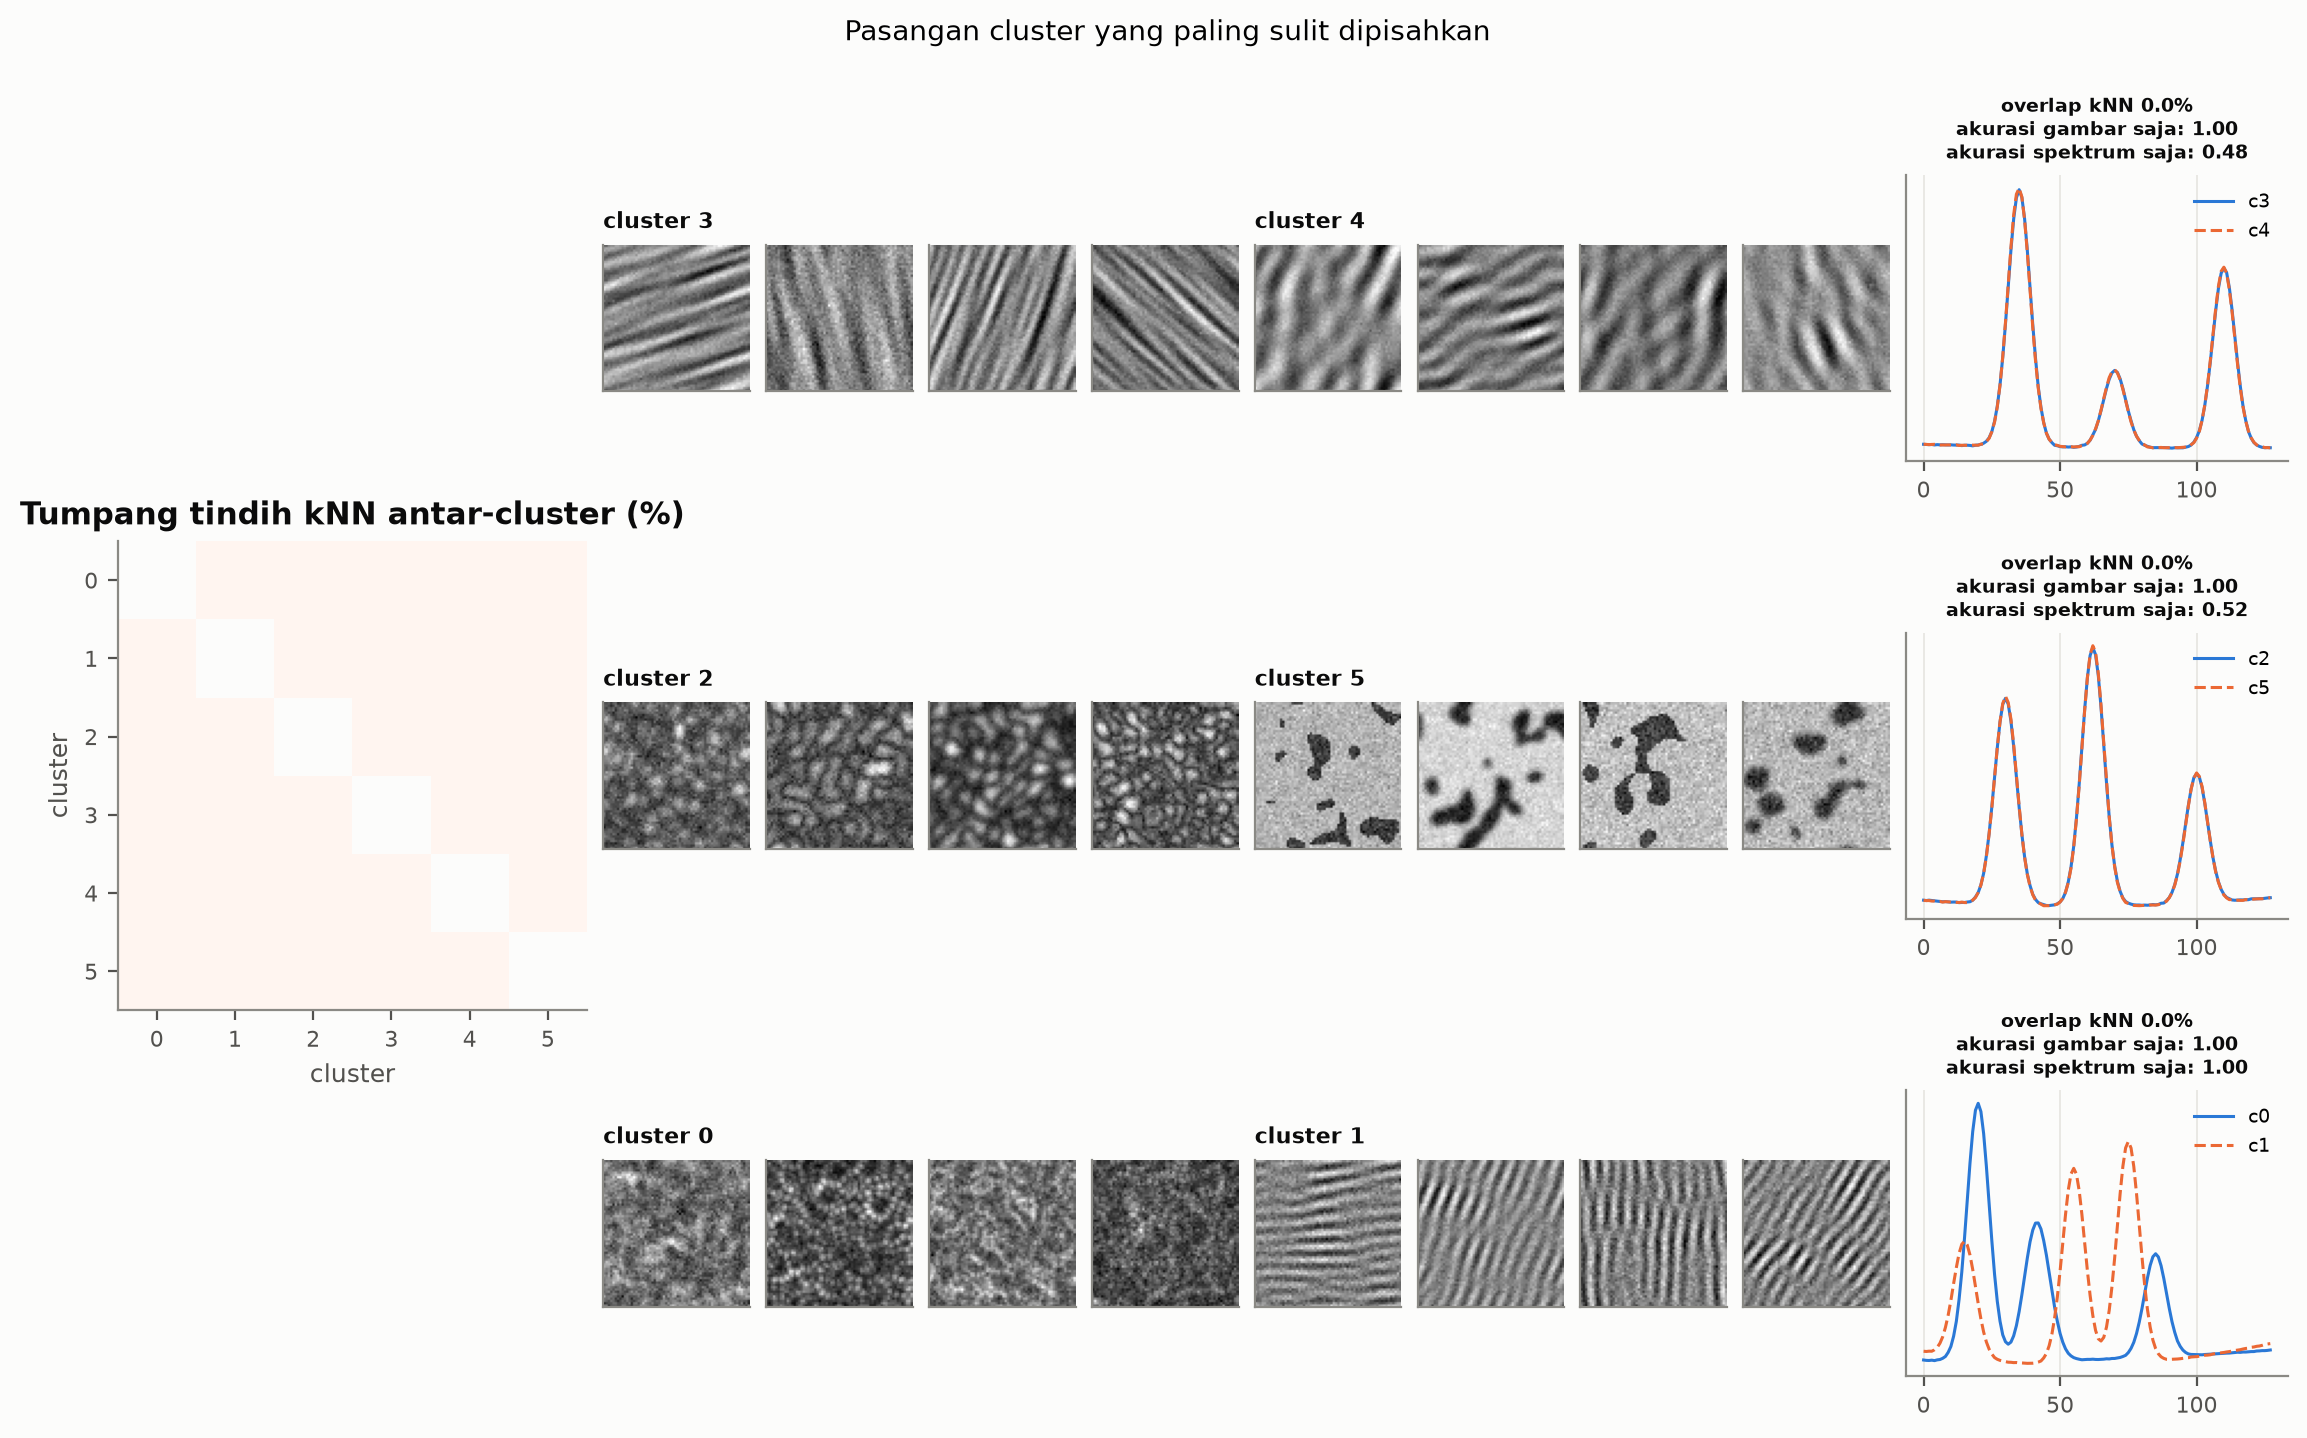 Pasangan cluster yang paling sulit dipisahkan
overlap kNN 0.0%
akurasi gambar saja: 1.00
akurasi spektrum saja: 0.48
cluster 3
cluster 4
c3
c4
0 50 100
Tumpang tindih kNN antar-cluster (%)
0
1
2
3
4
5
cluster
0 1 2 3 4 5
cluster
overlap kNN 0.0%
akurasi gambar saja: 1.00
akurasi spektrum saja: 0.52
cluster 2
cluster 5
c2
c5
0 50 100
overlap kNN 0.0%
akurasi gambar saja: 1.00
akurasi spektrum saja: 1.00
cluster 0
cluster 1
c0
c1
0 50 100